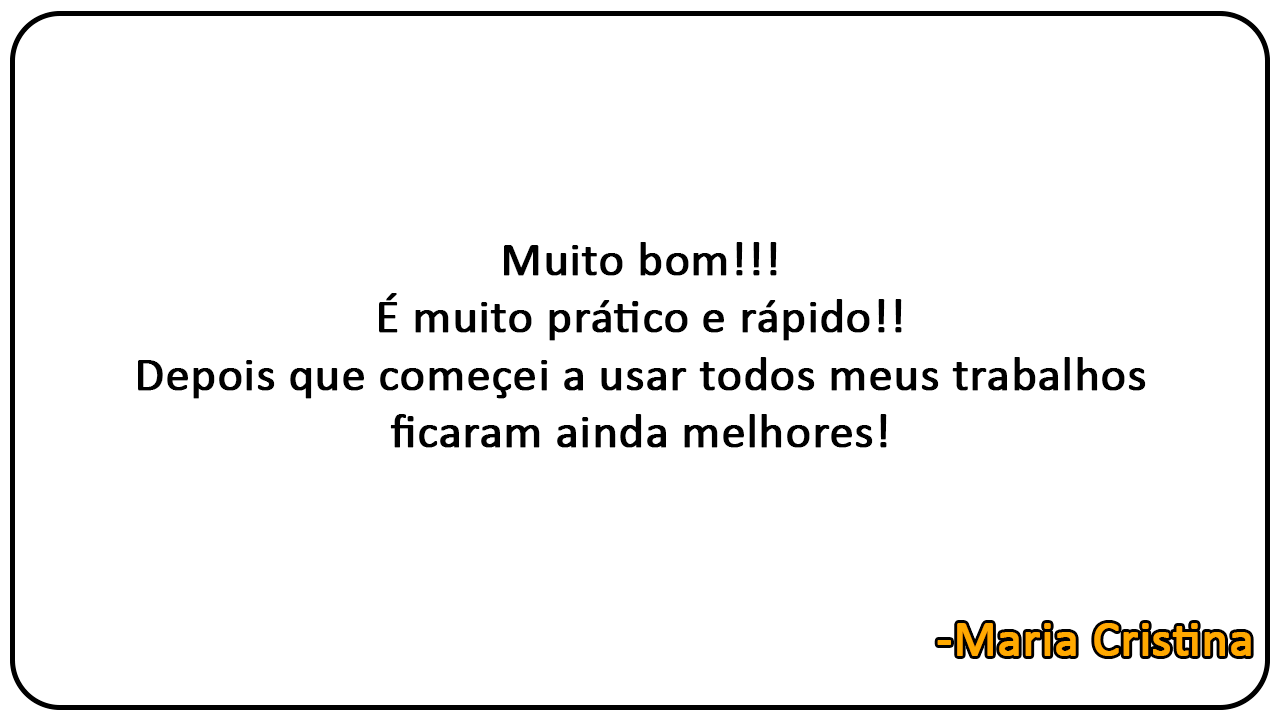 Muito bom!!!
É muito prático e rápido!!
Depois que começei a usar todos meus trabalhos
ficaram ainda melhores!
-Maria Cristina